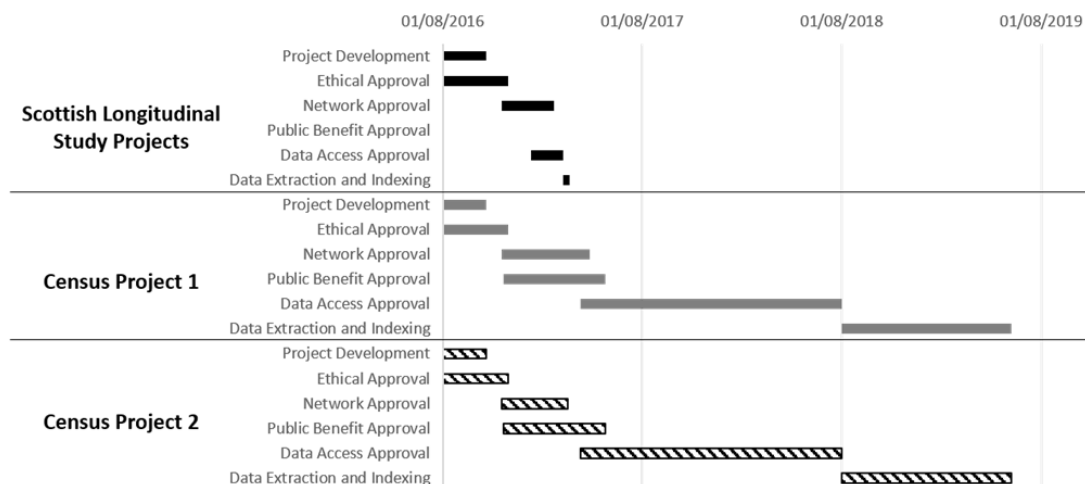 01/08/2016 01/08/2017 01/08/2018 01/08/2019
Scottish Longitudinal
Study Projects
Project Development
Ethical Approval
Network Approval
Public Benefit Approval
Data Access Approval
Data Extraction and Indexing
Census Project 1
Project Development
Ethical Approval
Network Approval
Public Benefit Approval
Data Access Approval
Data Extraction and Indexing
Census Project 2
Project Development
Ethical Approval
Network Approval
Public Benefit Approval
Data Access Approval
Data Extraction and Indexing